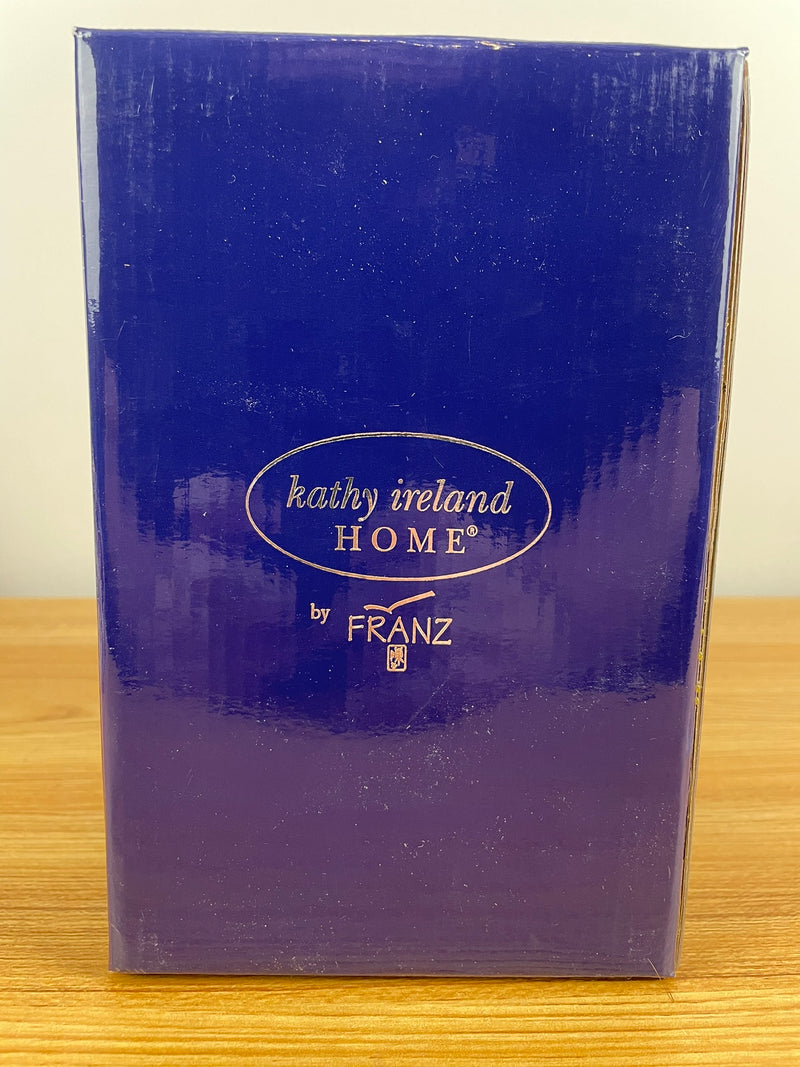 kathy ireland
HOME®
by FRANZ